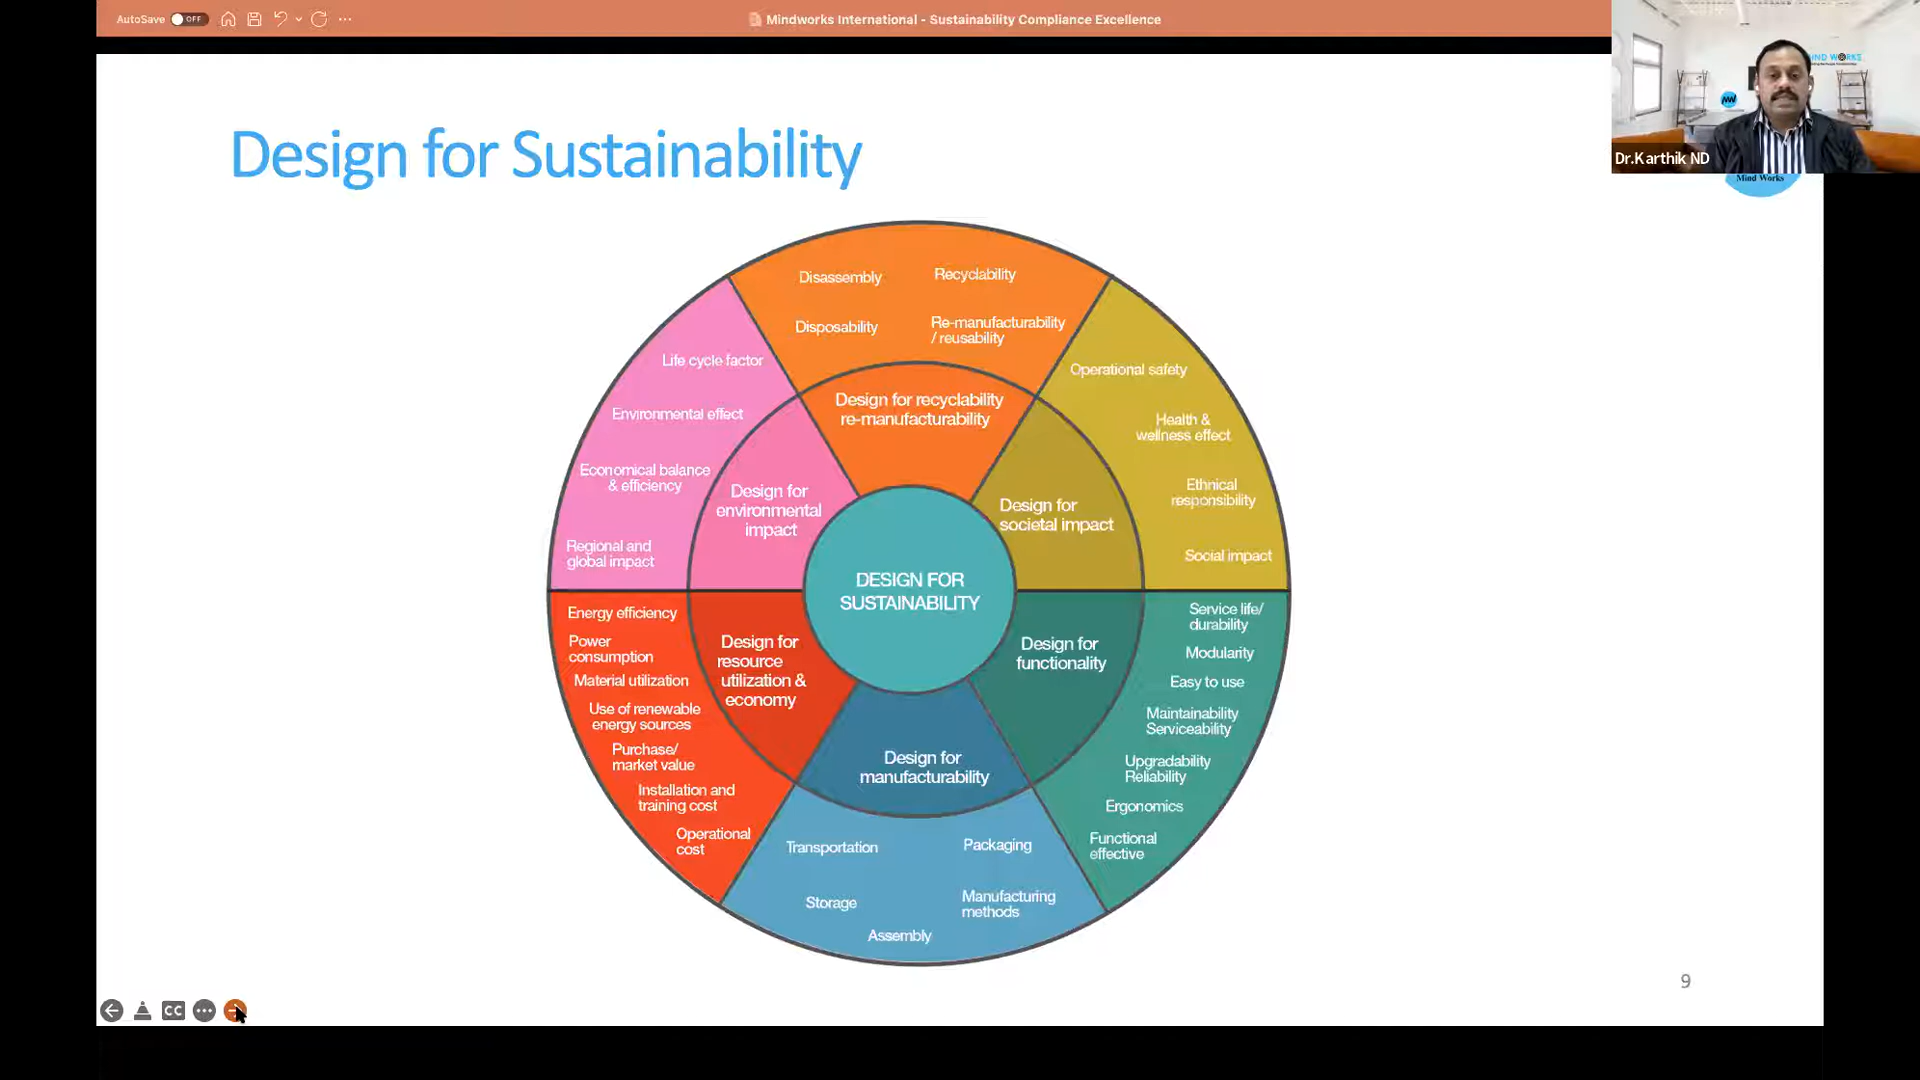 AutoSave OFF
Mindworks International - Sustainability Compliance Excellence
Dr.Karthik ND
Mind Works
Design for Sustainability
Disassembly
Recyclability
Disposability
Re-manufacturability
/ reusability
Design for recyclability
re-manufacturability
Operational safety
Health &
wellness effect
Ethnical
responsibility
Social impact
Design for
societal impact
Service life/
durability
Modularity
Easy to use
Maintainability
Serviceability
Upgradability
Reliability
Ergonomics
Functional
effective
Design for
functionality
Design for
manufacturability
Transportation
Packaging
Storage
Manufacturing
methods
Assembly
Design for
resource
utilization &
economy
Energy efficiency
Power
consumption
Material utilization
Use of renewable
energy sources
Purchase/
market value
Installation and
training cost
Operational
cost
Design for
environmental
impact
Life cycle factor
Environmental effect
Economical balance
& efficiency
Regional and
global impact
DESIGN FOR
SUSTAINABILITY
9
CC